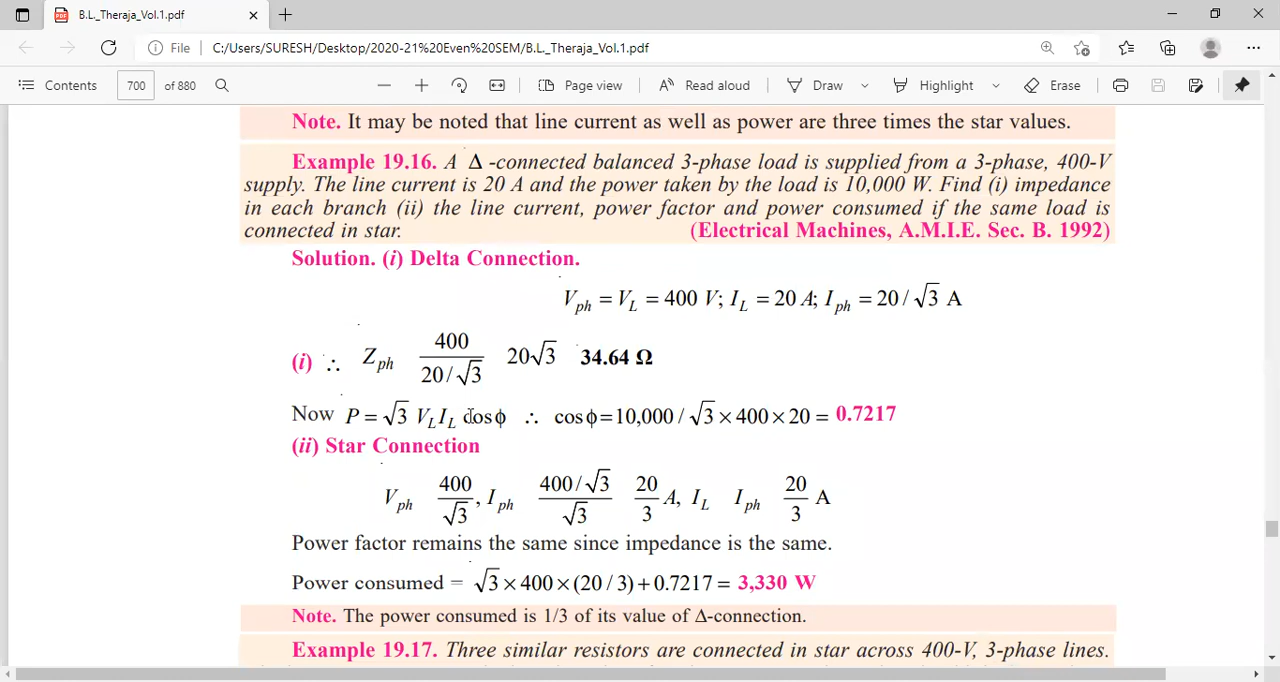 B.L._Theraja_Vol.1.pdf
File | C:/Users/SURESH/Desktop/2020-21%20Even%20SEM/B.L._Theraja_Vol.1.pdf
Contents 700 of 880 Page view Read aloud Draw Highlight Erase
Note. It may be noted that line current as well as power are three times the star values.
Example 19.16. A Δ -connected balanced 3-phase load is supplied from a 3-phase, 400-V
supply. The line current is 20 A and the power taken by the load is 10,000 W. Find (i) impedance
in each branch (ii) the line current, power factor and power consumed if the same load is
connected in star. (Electrical Machines, A.M.I.E. Sec. B. 1992)
Solution. (i) Delta Connection.
V_ph = V_L = 400 V; I_L = 20 A; I_ph = 20 / √3 A
(i) ∴ Z_ph 400 / (20/√3) 20√3 34.64 Ω
Now P = √3 V_L I_L cosϕ ∴ cosϕ = 10,000 / √3 × 400 × 20 = 0.7217
(ii) Star Connection
V_ph 400/√3 , I_ph (400/√3)/√3 20/3 A, I_L I_ph 20/3 A
Power factor remains the same since impedance is the same.
Power consumed = √3 × 400 × (20 / 3) + 0.7217 = 3,330 W
Note. The power consumed is 1/3 of its value of Δ-connection.
Example 19.17. Three similar resistors are connected in star across 400-V, 3-phase lines.